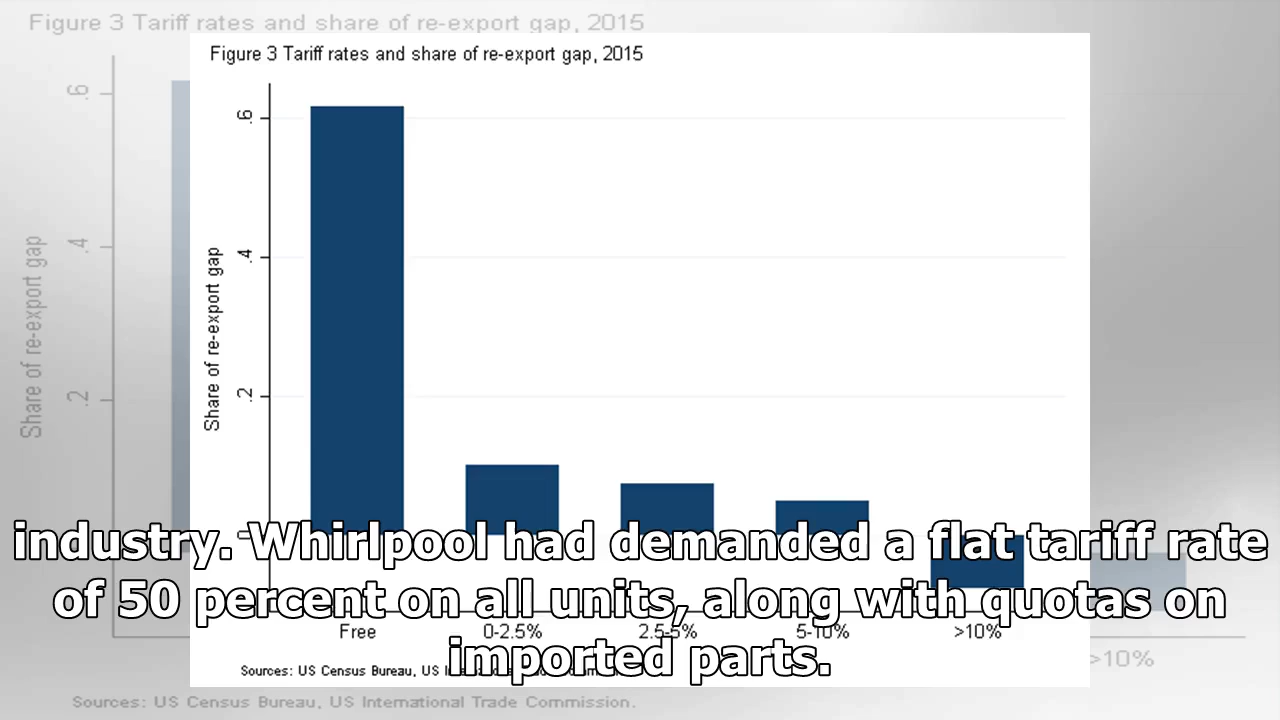 Figure 3 Tariff rates and share of re-export gap, 2015
Figure 3 Tariff rates and share of re-export gap, 2015
.6
.6
.4
.4
.2
.2
Share of re-export gap
Share of re-export gap
industry. Whirlpool had demanded a flat tariff rate
of 50 percent on all units, along with quotas on
imported parts.
Free 0-2.5% 2.5-5% 5-10% >10%
>10%
Sources: US Census Bureau, US
Sources: US Census Bureau, US International Trade Commission.